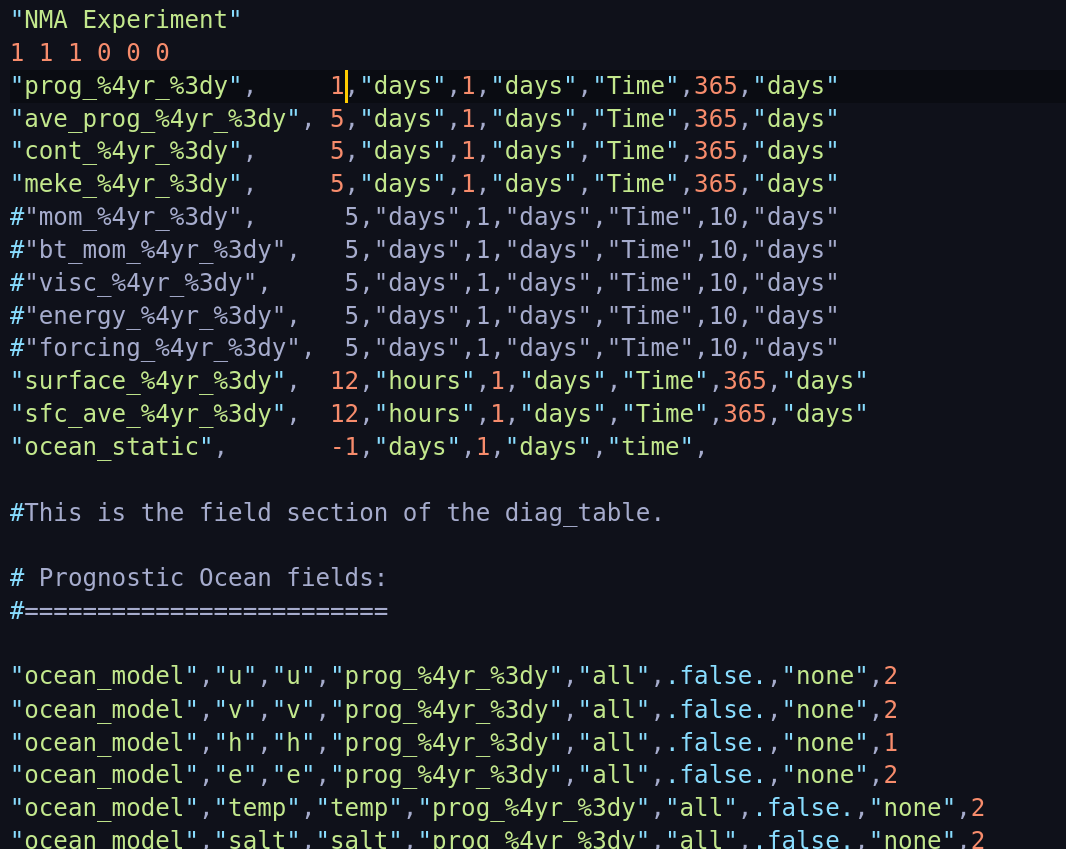 "NMA Experiment"
1 1 1 0 0 0
"prog_%4yr_%3dy",     1,"days",1,"days","Time",365,"days"
"ave_prog_%4yr_%3dy", 5,"days",1,"days","Time",365,"days"
"cont_%4yr_%3dy",     5,"days",1,"days","Time",365,"days"
"meke_%4yr_%3dy",     5,"days",1,"days","Time",365,"days"
#"mom_%4yr_%3dy",      5,"days",1,"days","Time",10,"days"
#"bt_mom_%4yr_%3dy",   5,"days",1,"days","Time",10,"days"
#"visc_%4yr_%3dy",     5,"days",1,"days","Time",10,"days"
#"energy_%4yr_%3dy",   5,"days",1,"days","Time",10,"days"
#"forcing_%4yr_%3dy",  5,"days",1,"days","Time",10,"days"
"surface_%4yr_%3dy",  12,"hours",1,"days","Time",365,"days"
"sfc_ave_%4yr_%3dy",  12,"hours",1,"days","Time",365,"days"
"ocean_static",       -1,"days",1,"days","time",
#This is the field section of the diag_table.
# Prognostic Ocean fields:
#=========================
"ocean_model","u","u","prog_%4yr_%3dy","all",.false.,"none",2
"ocean_model","v","v","prog_%4yr_%3dy","all",.false.,"none",2
"ocean_model","h","h","prog_%4yr_%3dy","all",.false.,"none",1
"ocean_model","e","e","prog_%4yr_%3dy","all",.false.,"none",2
"ocean_model","temp","temp","prog_%4yr_%3dy","all",.false.,"none",2
"ocean_model","salt","salt","prog_%4yr_%3dy","all",.false.,"none",2